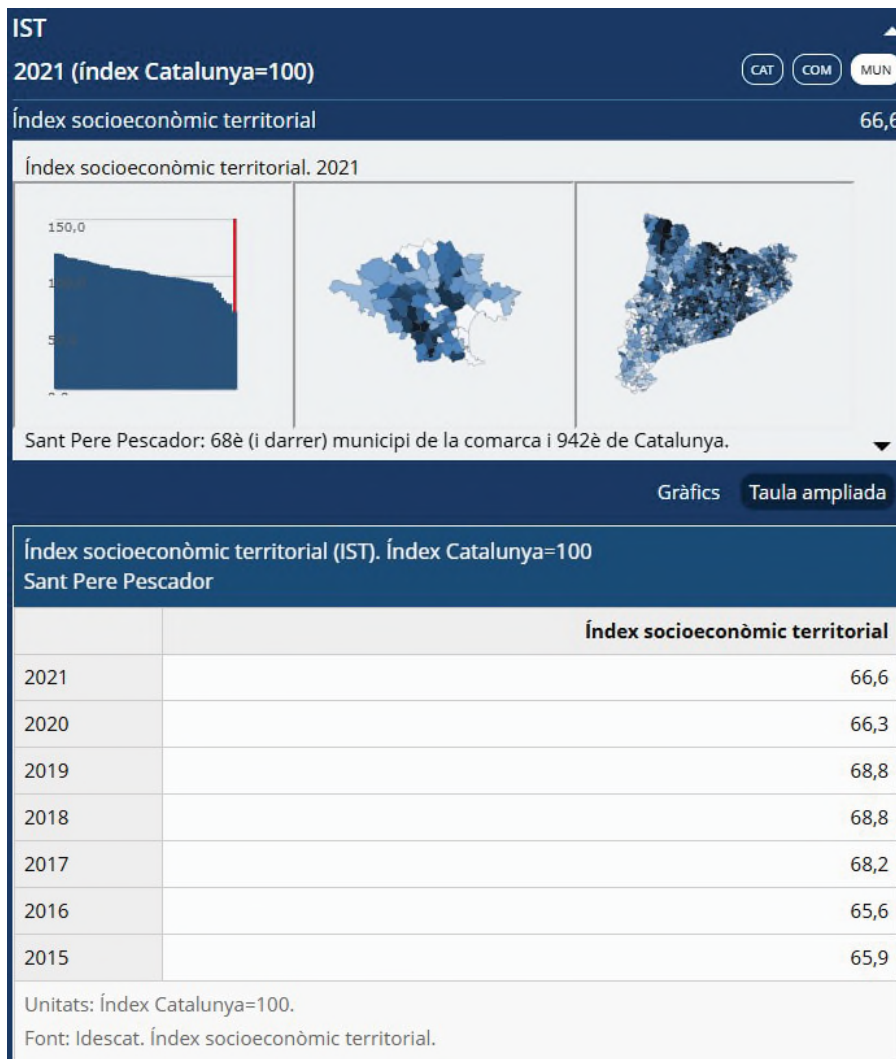 IST
2021 (índex Catalunya=100)
CAT COM MUN
Índex socioeconòmic territorial 66,6
Índex socioeconòmic territorial. 2021
150,0
Sant Pere Pescador: 68è (i darrer) municipi de la comarca i 942è de Catalunya.
Gràfics Taula ampliada
Índex socioeconòmic territorial (IST). Índex Catalunya=100
Sant Pere Pescador
Índex socioeconòmic territorial
2021 66,6
2020 66,3
2019 68,8
2018 68,8
2017 68,2
2016 65,6
2015 65,9
Unitats: Índex Catalunya=100.
Font: Idescat. Índex socioeconòmic territorial.